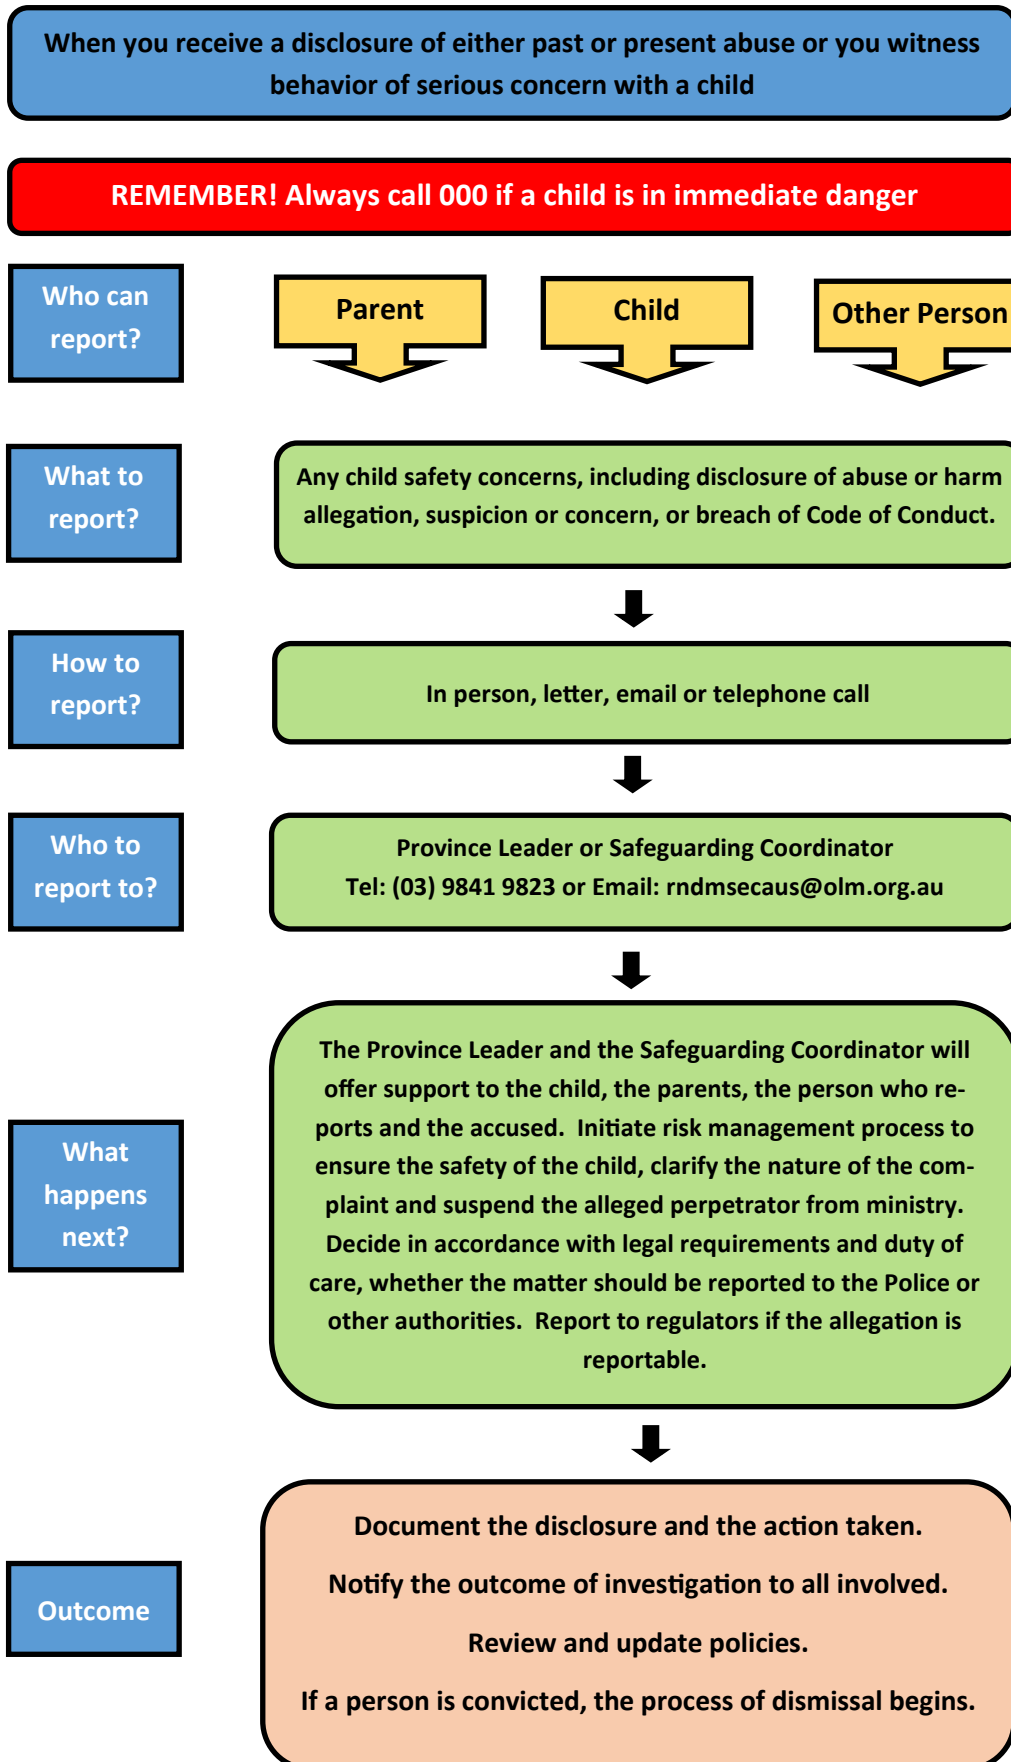 When you receive a disclosure of either past or present abuse or you witness
behavior of serious concern with a child
REMEMBER! Always call 000 if a child is in immediate danger
Who can
report?
Parent
Child
Other Person
What to
report?
Any child safety concerns, including disclosure of abuse or harm
allegation, suspicion or concern, or breach of Code of Conduct.
How to
report?
In person, letter, email or telephone call
Who to
report to?
Province Leader or Safeguarding Coordinator
Tel: (03) 9841 9823 or Email: rndmsecaus@olm.org.au
What
happens
next?
The Province Leader and the Safeguarding Coordinator will
offer support to the child, the parents, the person who re-
ports and the accused.  Initiate risk management process to
ensure the safety of the child, clarify the nature of the com-
plaint and suspend the alleged perpetrator from ministry.
Decide in accordance with legal requirements and duty of
care, whether the matter should be reported to the Police or
other authorities.  Report to regulators if the allegation is
reportable.
Outcome
Document the disclosure and the action taken.
Notify the outcome of investigation to all involved.
Review and update policies.
If a person is convicted, the process of dismissal begins.